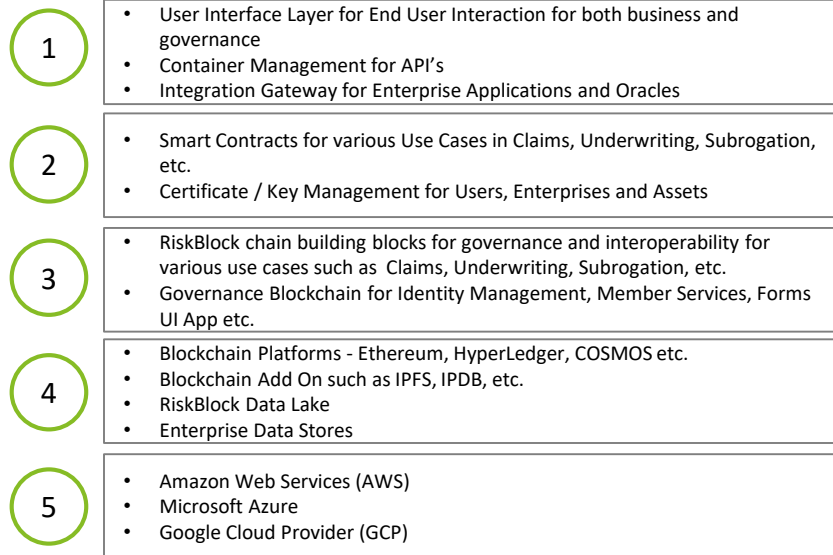 1
• User Interface Layer for End User Interaction for both business and
governance
• Container Management for API's
• Integration Gateway for Enterprise Applications and Oracles
2
• Smart Contracts for various Use Cases in Claims, Underwriting, Subrogation,
etc.
• Certificate / Key Management for Users, Enterprises and Assets
3
• RiskBlock chain building blocks for governance and interoperability for
various use cases such as Claims, Underwriting, Subrogation, etc.
• Governance Blockchain for Identity Management, Member Services, Forms
UI App etc.
4
• Blockchain Platforms - Ethereum, HyperLedger, COSMOS etc.
• Blockchain Add On such as IPFS, IPDB, etc.
• RiskBlock Data Lake
• Enterprise Data Stores
5
• Amazon Web Services (AWS)
• Microsoft Azure
• Google Cloud Provider (GCP)